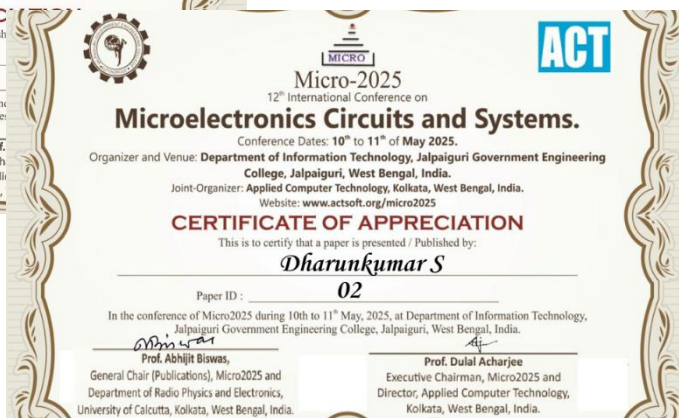 MICRO
ACT
Micro-2025
12th International Conference on
Microelectronics Circuits and Systems.
Conference Dates: 10th to 11th of May 2025.
Organizer and Venue: Department of Information Technology, Jalpaiguri Government Engineering
College, Jalpaiguri, West Bengal, India.
Joint-Organizer: Applied Computer Technology, Kolkata, West Bengal, India.
Website: www.actsoft.org/micro2025
CERTIFICATE OF APPRECIATION
This is to certify that a paper is presented / Published by:
Dharunkumar S
Paper ID : 02
In the conference of Micro2025 during 10th to 11th May, 2025, at Department of Information Technology,
Jalpaiguri Government Engineering College, Jalpaiguri, West Bengal, India.
Prof. Abhijit Biswas,
General Chair (Publications), Micro2025 and
Department of Radio Physics and Electronics,
University of Calcutta, Kolkata, West Bengal, India.
Prof. Dulal Acharjee
Executive Chairman, Micro2025 and
Director, Applied Computer Technology,
Kolkata, West Bengal, India.